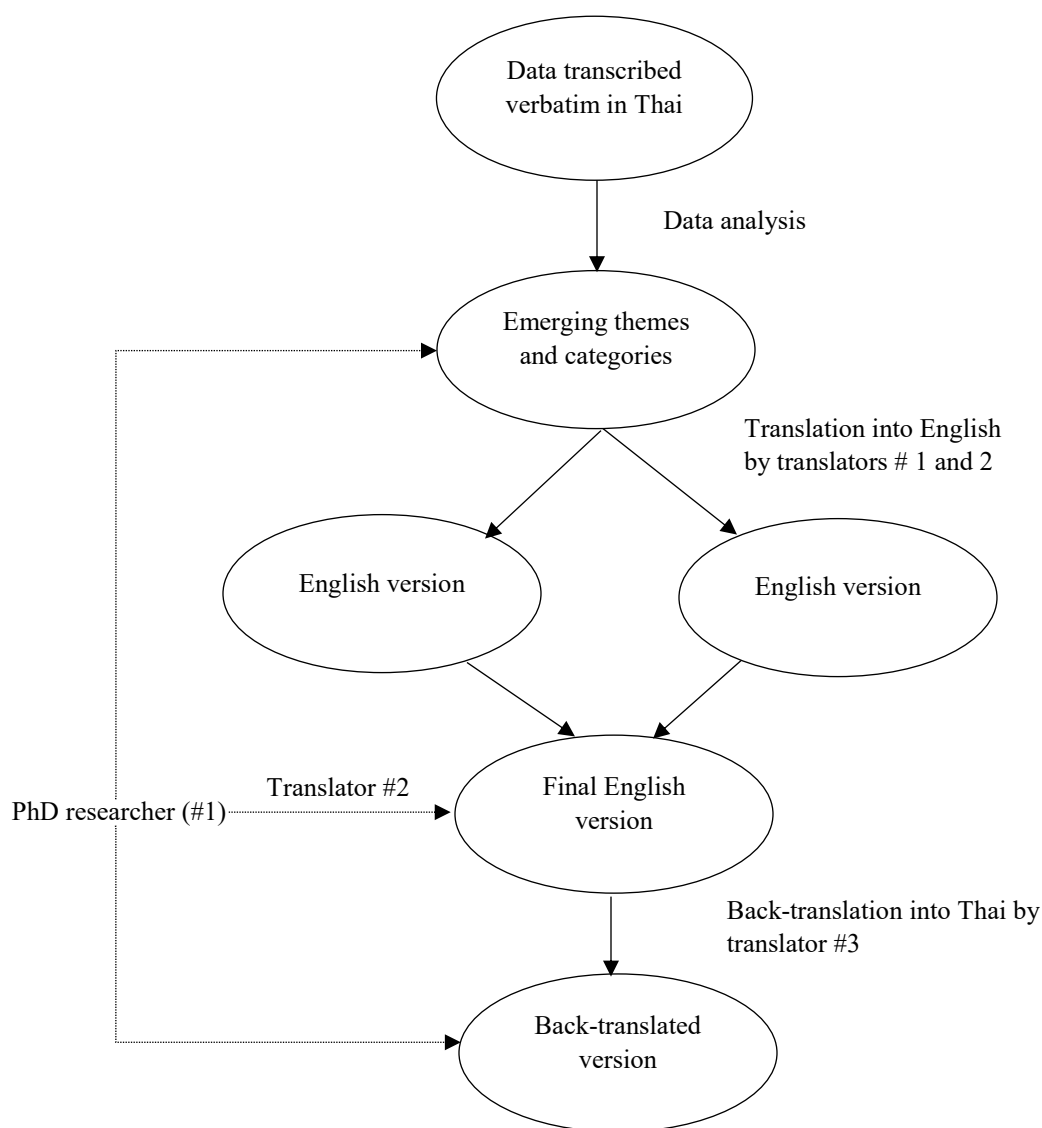 Data transcribed
verbatim in Thai
Data analysis
Emerging themes
and categories
Translation into English
by translators # 1 and 2
English version
English version
Translator #2
PhD researcher (#1)
Final English
version
Back-translation into Thai by
translator #3
Back-translated
version